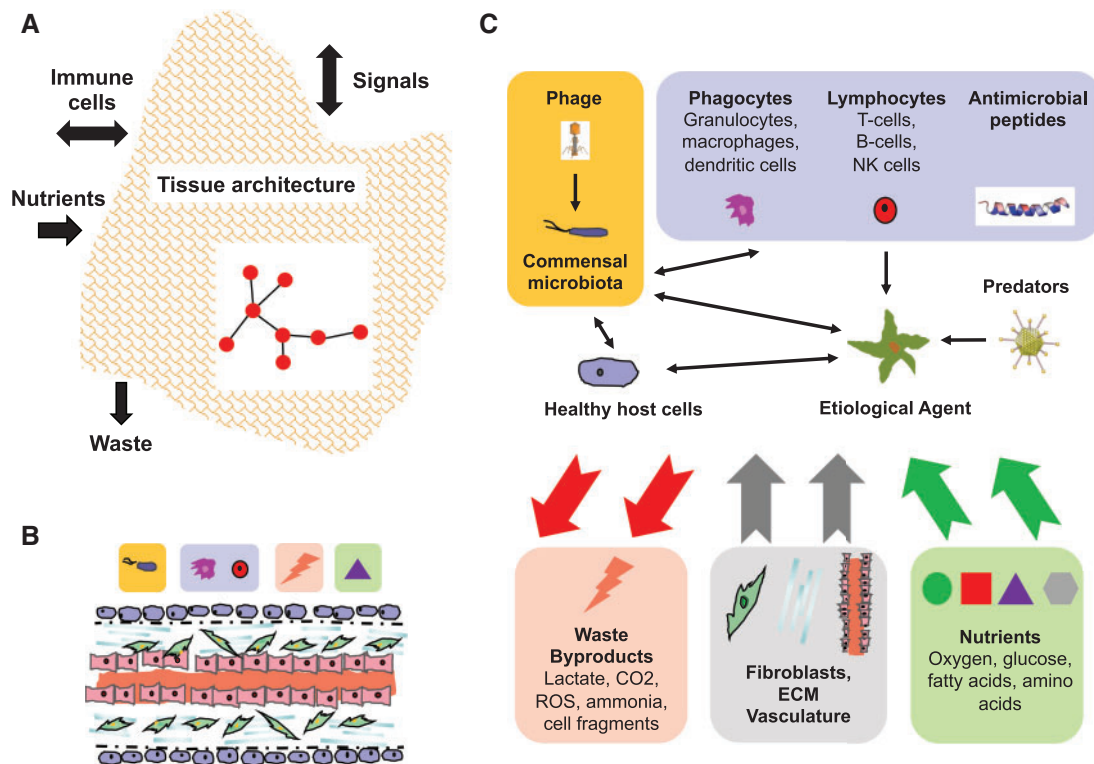 A
Immune
cells
Signals
Nutrients
Tissue architecture
Waste
B
C
Phage
Commensal
microbiota
Phagocytes
Granulocytes,
macrophages,
dendritic cells
Lymphocytes
T-cells,
B-cells,
NK cells
Antimicrobial
peptides
Predators
Healthy host cells
Etiological Agent
Waste
Byproducts
Lactate, CO2,
ROS, ammonia,
cell fragments
Fibroblasts,
ECM
Vasculature
Nutrients
Oxygen, glucose,
fatty acids, amino
acids